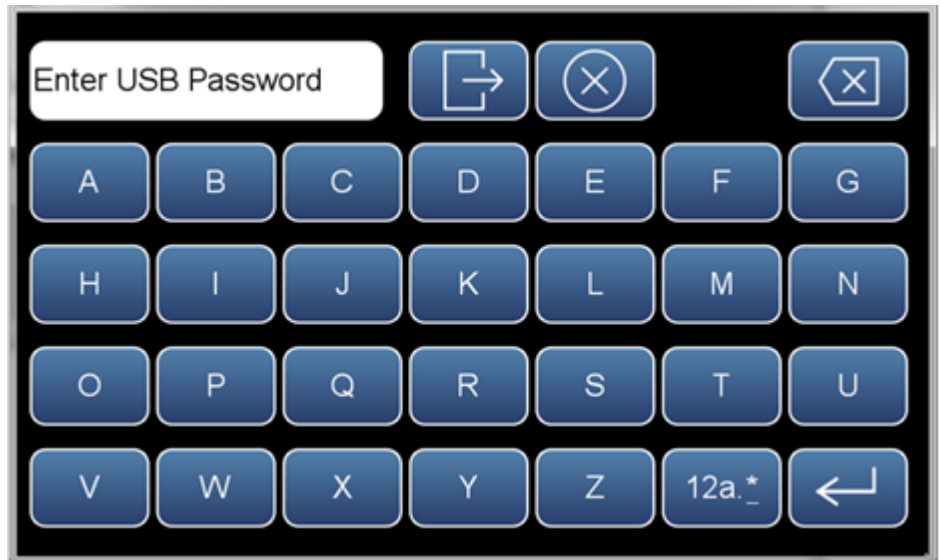 Enter USB Password
A B C D E F G
H I J K L M N
O P Q R S T U
V W X Y Z 12a.*_